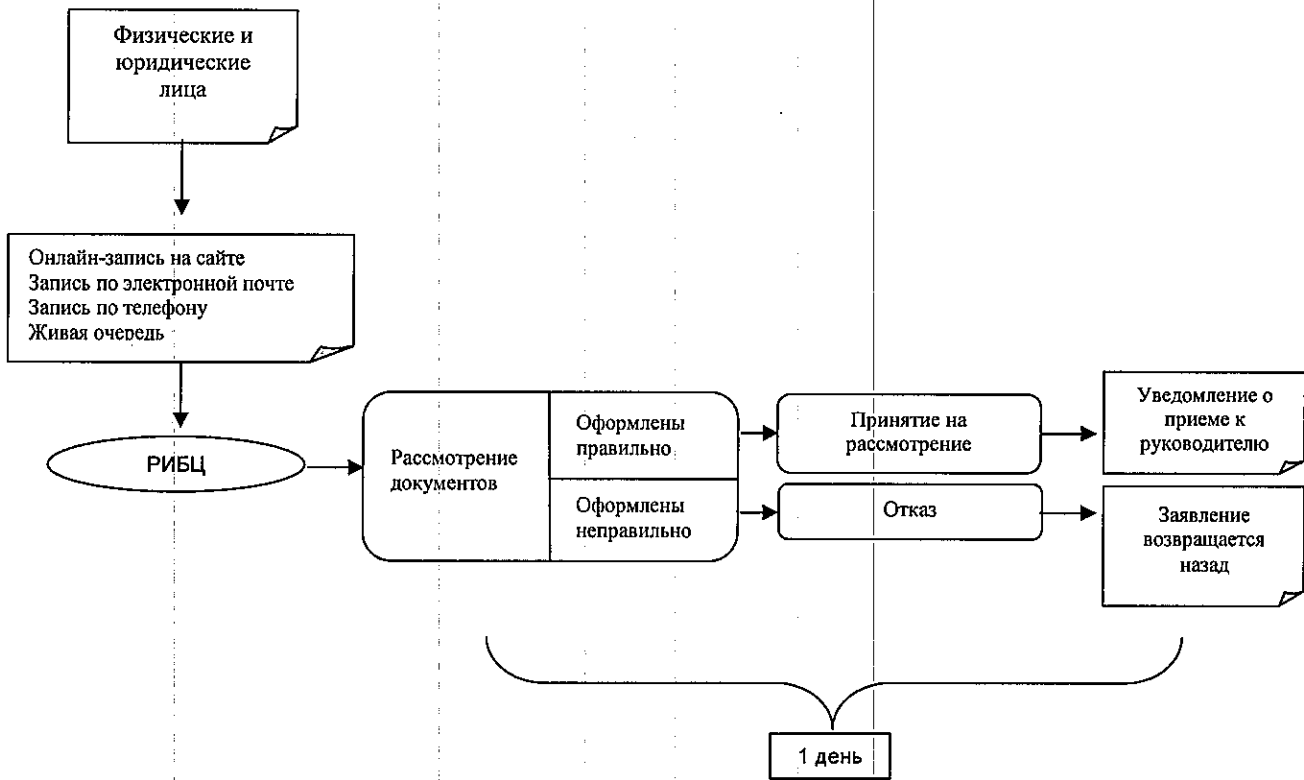 Физические и
юридические
лица
Онлайн-запись на сайте
Запись по электронной почте
Запись по телефону
Живая очередь
РИБЦ
Рассмотрение
документов
Оформлены
правильно
Оформлены
неправильно
Принятие на
рассмотрение
Отказ
Уведомление о
приеме к
руководителю
Заявление
возвращается
назад
1 день